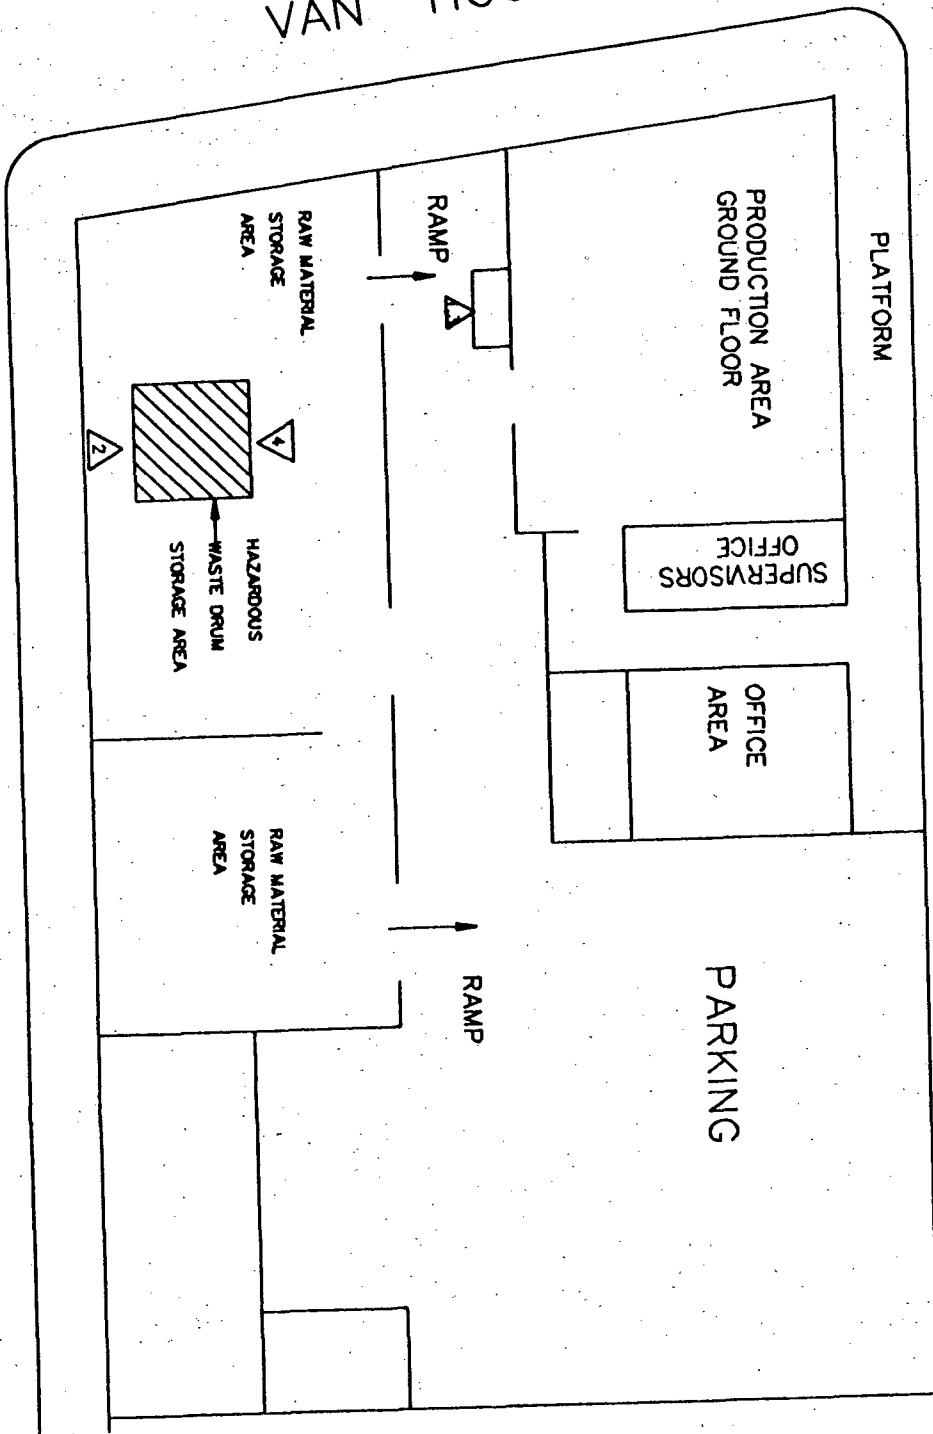 VAN
PLATFORM
PRODUCTION AREA
GROUND FLOOR
RAMP
RAW MATERIAL
STORAGE
AREA
3
4
2
HAZARDOUS
WASTE DRUM
STORAGE AREA
SUPERVISORS
OFFICE
OFFICE
AREA
RAW MATERIAL
STORAGE
AREA
RAMP
PARKING